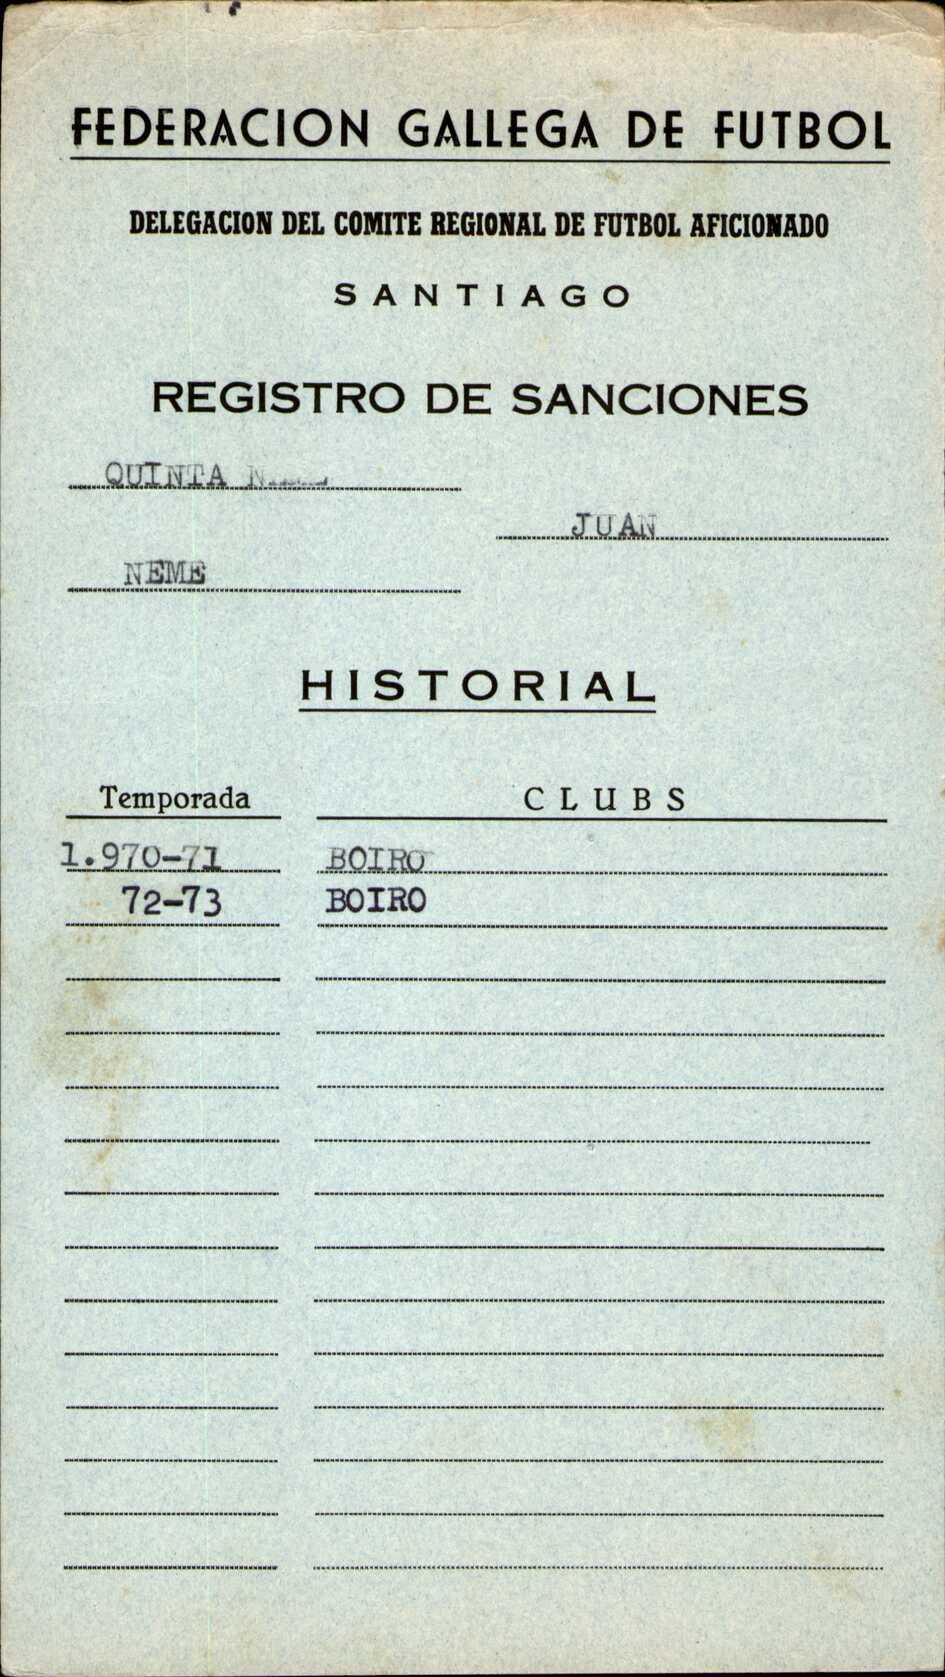 FEDERACION GALLEGA DE FUTBOL
DELEGACION DEL COMITE REGIONAL DE FUTBOL AFICIONADO
SANTIAGO
REGISTRO DE SANCIONES
QUINTA
JUAN
NEME
HISTORIAL
Temporada CLUBS
1.970-71 BOIRO
72-73 BOIRO